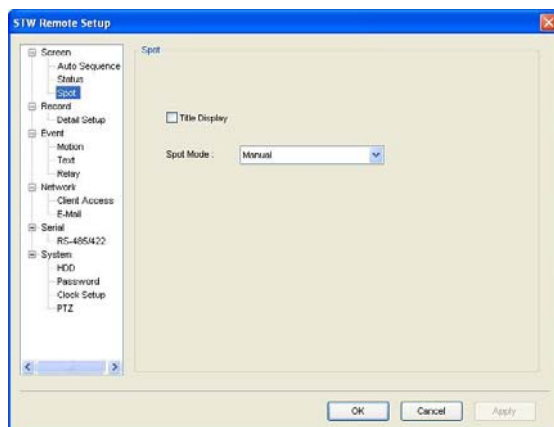 STW Remote Setup
Screen
Auto Sequence
Status
Spot
Record
Detail Setup
Event
Motion
Text
Relay
Network
Client Access
E-Mail
Serial
RS-485/422
System
HDD
Password
Clock Setup
PTZ
Spot
Title Display
Spot Mode :
Manual
OK
Cancel
Apply